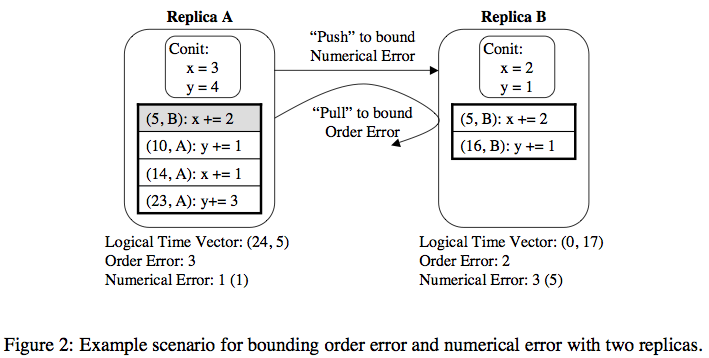 Replica A
Conit:
x = 3
y = 4
(5, B): x += 2
(10, A): y += 1
(14, A): x += 1
(23, A): y+= 3
Logical Time Vector: (24, 5)
Order Error: 3
Numerical Error: 1 (1)
“Push” to bound
Numerical Error
“Pull” to bound
Order Error
Replica B
Conit:
x = 2
y = 1
(5, B): x += 2
(16, B): y += 1
Logical Time Vector: (0, 17)
Order Error: 2
Numerical Error: 3 (5)
Figure 2: Example scenario for bounding order error and numerical error with two replicas.